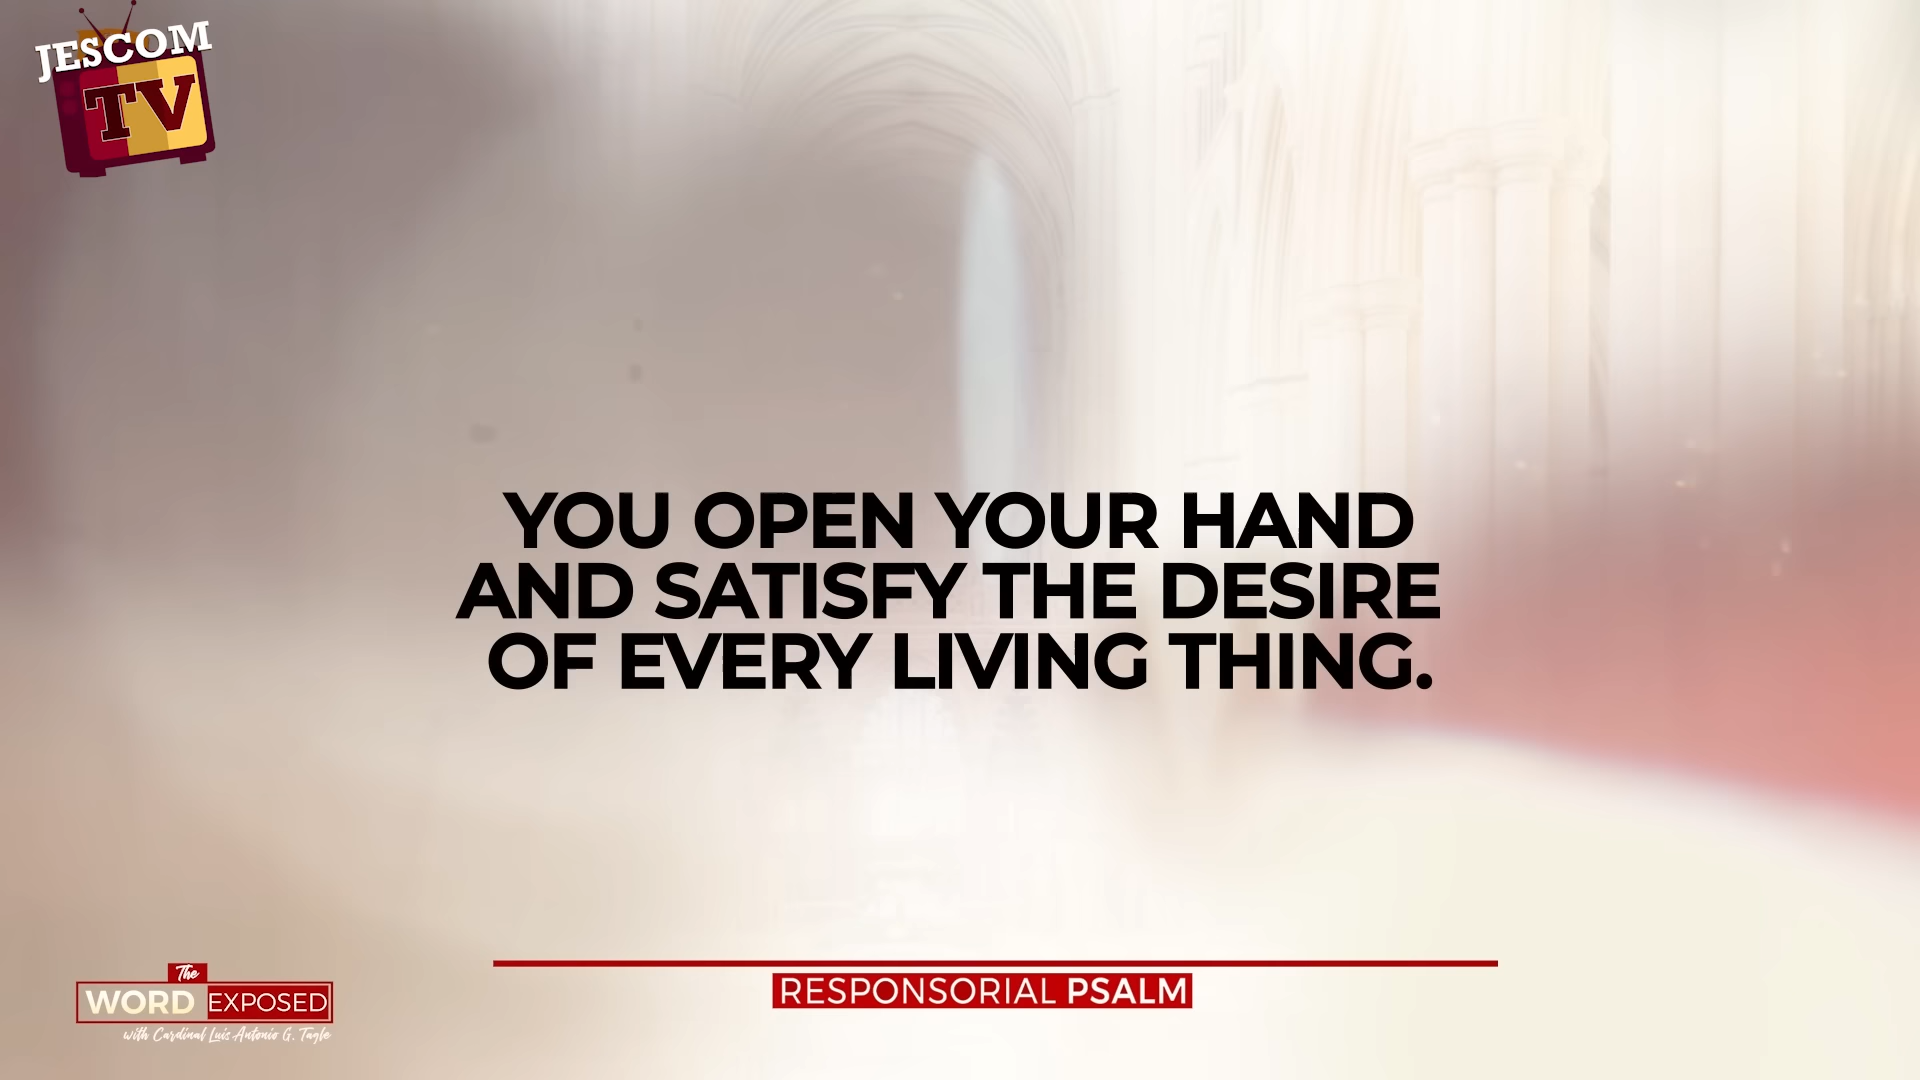 JESCOM
TV
YOU OPEN YOUR HAND
AND SATISFY THE DESIRE
OF EVERY LIVING THING.
The
WORD EXPOSED
with Cardinal Luis Antonio G. Tagle
RESPONSORIAL PSALM